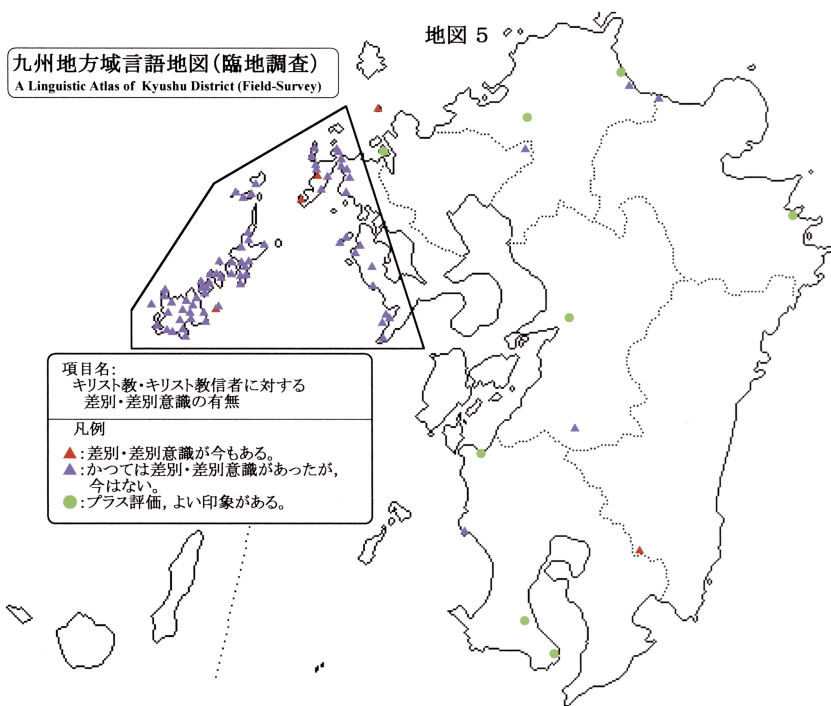 地図 5
九州地方域言語地図(臨地調査)
A Linguistic Atlas of Kyushu District (Field-Survey)
項目名:
キリスト教・キリスト教信者に対する
差別・差別意識の有無
凡例
▲:差別・差別意識が今もある。
▲:かつては差別・差別意識があったが,
今はない。
●:プラス評価, よい印象がある。